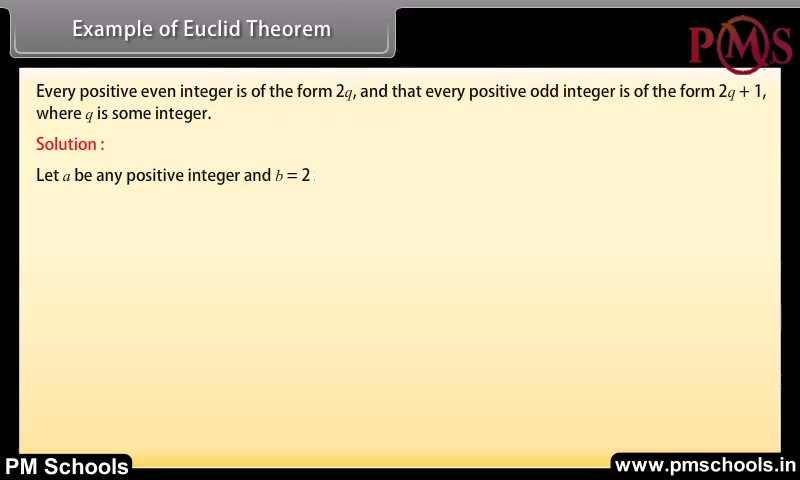 Example of Euclid Theorem
PMS
Every positive even integer is of the form 2q, and that every positive odd integer is of the form 2q + 1,
where q is some integer.
Solution :
Let a be any positive integer and b = 2
PM Schools
www.pmschools.in